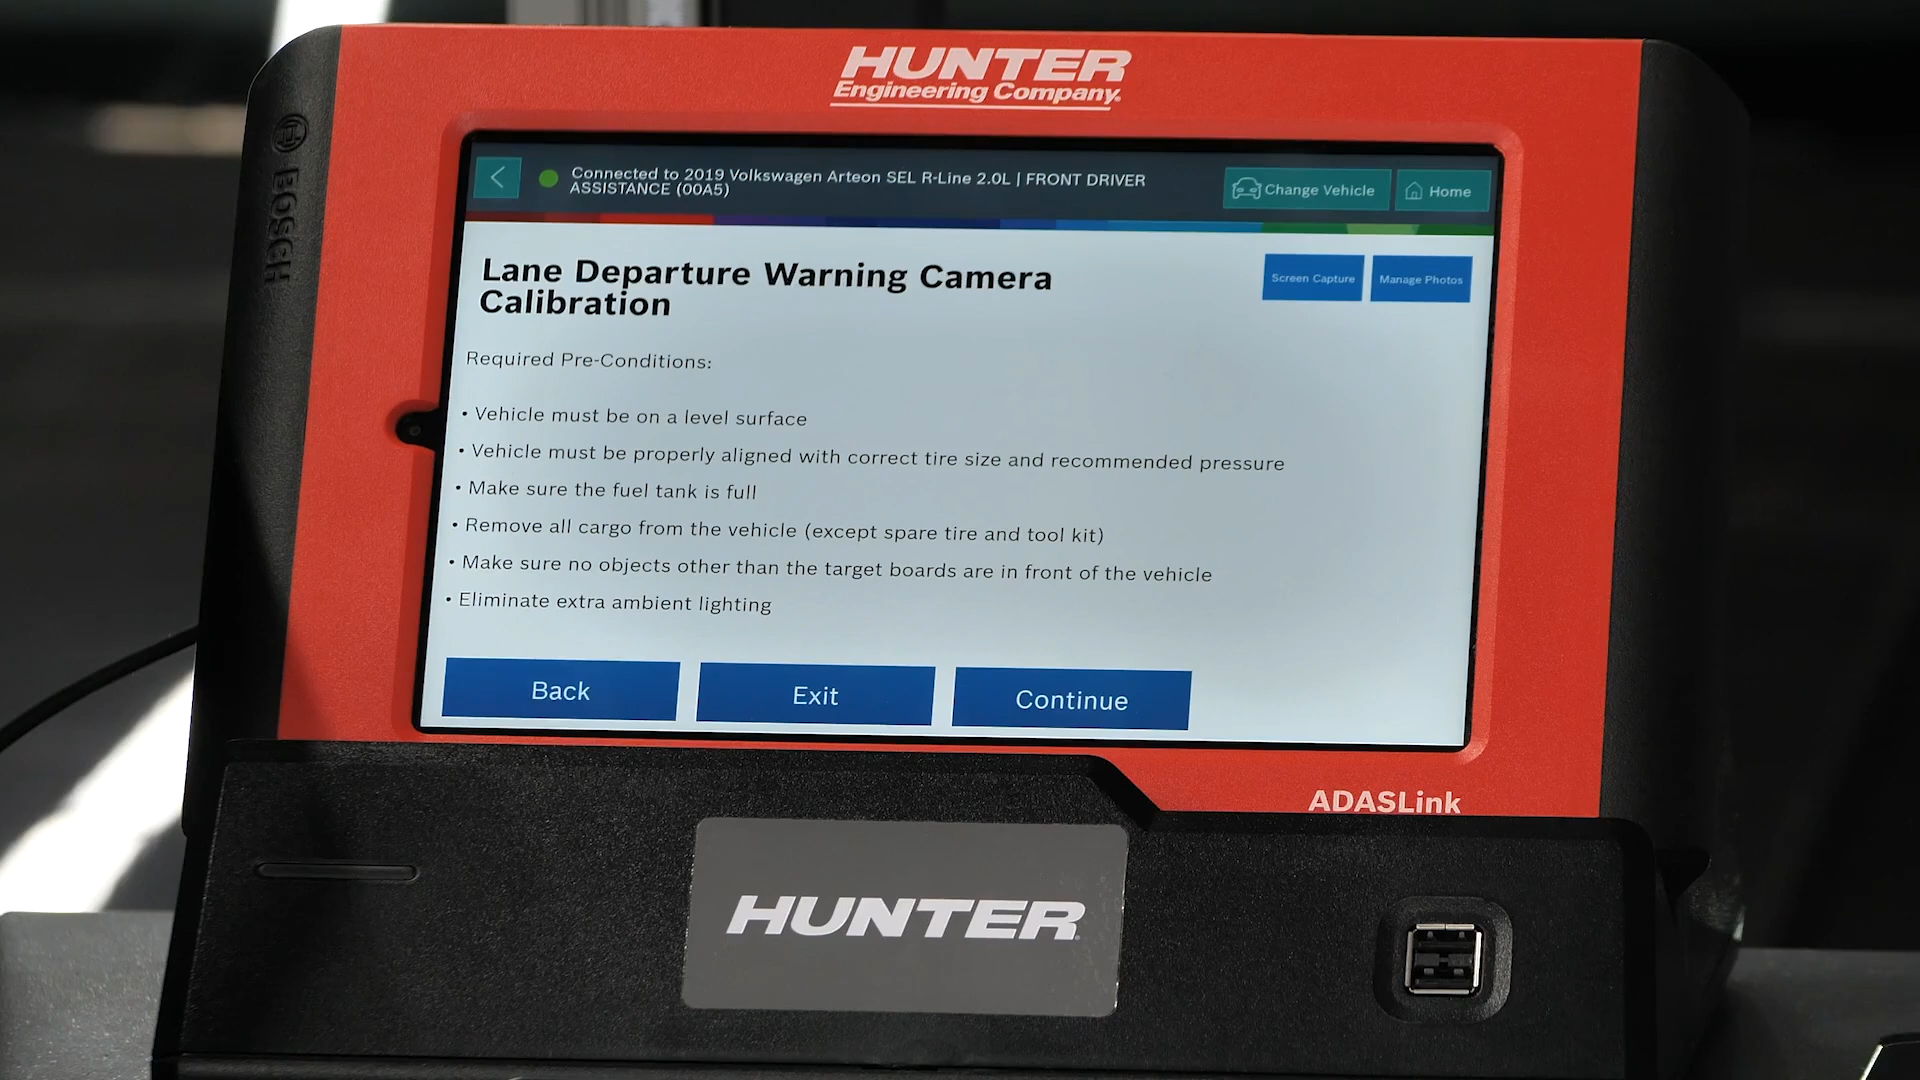 HUNTER
Engineering Company.
BOSCH
Connected to 2019 Volkswagen Arteon SEL R-Line 2.0L | FRONT DRIVER
ASSISTANCE (00A5)
Change Vehicle
Home
Lane Departure Warning Camera
Calibration
Screen Capture
Manage Photos
Required Pre-Conditions:
• Vehicle must be on a level surface
• Vehicle must be properly aligned with correct tire size and recommended pressure
• Make sure the fuel tank is full
• Remove all cargo from the vehicle (except spare tire and tool kit)
• Make sure no objects other than the target boards are in front of the vehicle
• Eliminate extra ambient lighting
Back
Exit
Continue
ADASLink
HUNTER